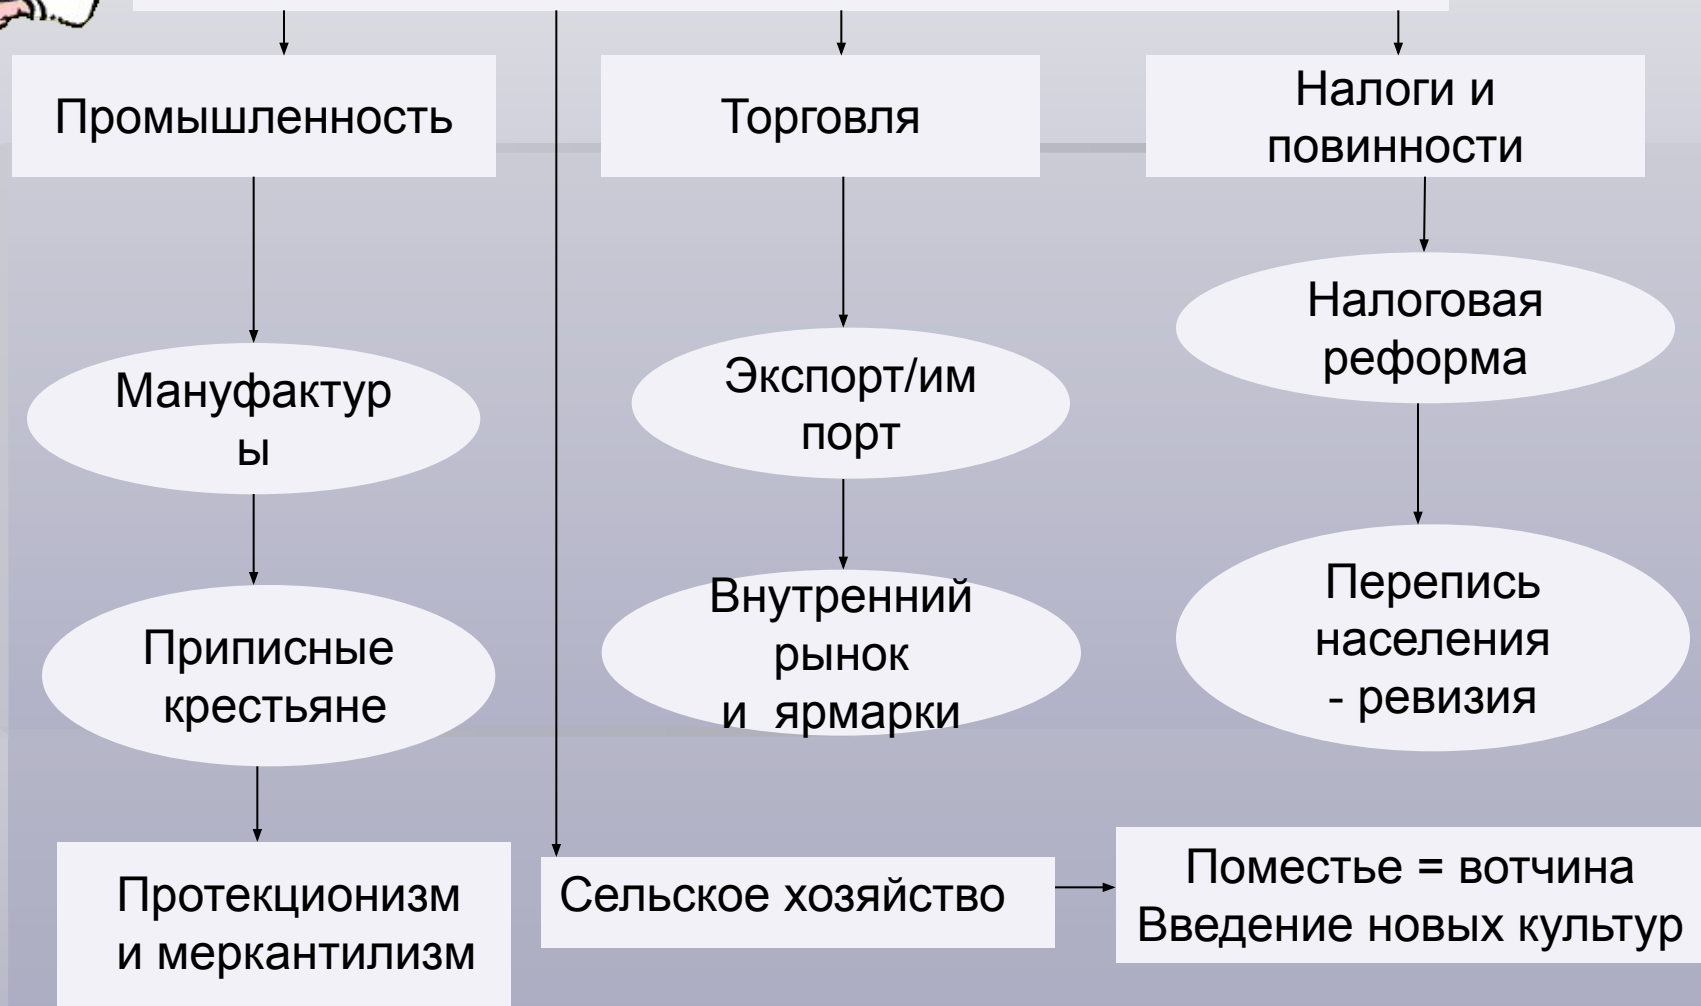 Промышленность
Торговля
Налоги и
повинности
Мануфактур
ы
Экспорт/им
порт
Налоговая
реформа
Приписные
крестьяне
Внутренний
рынок
и ярмарки
Перепись
населения
- ревизия
Протекционизм
и меркантилизм
Сельское хозяйство
Поместье = вотчина
Введение новых культур